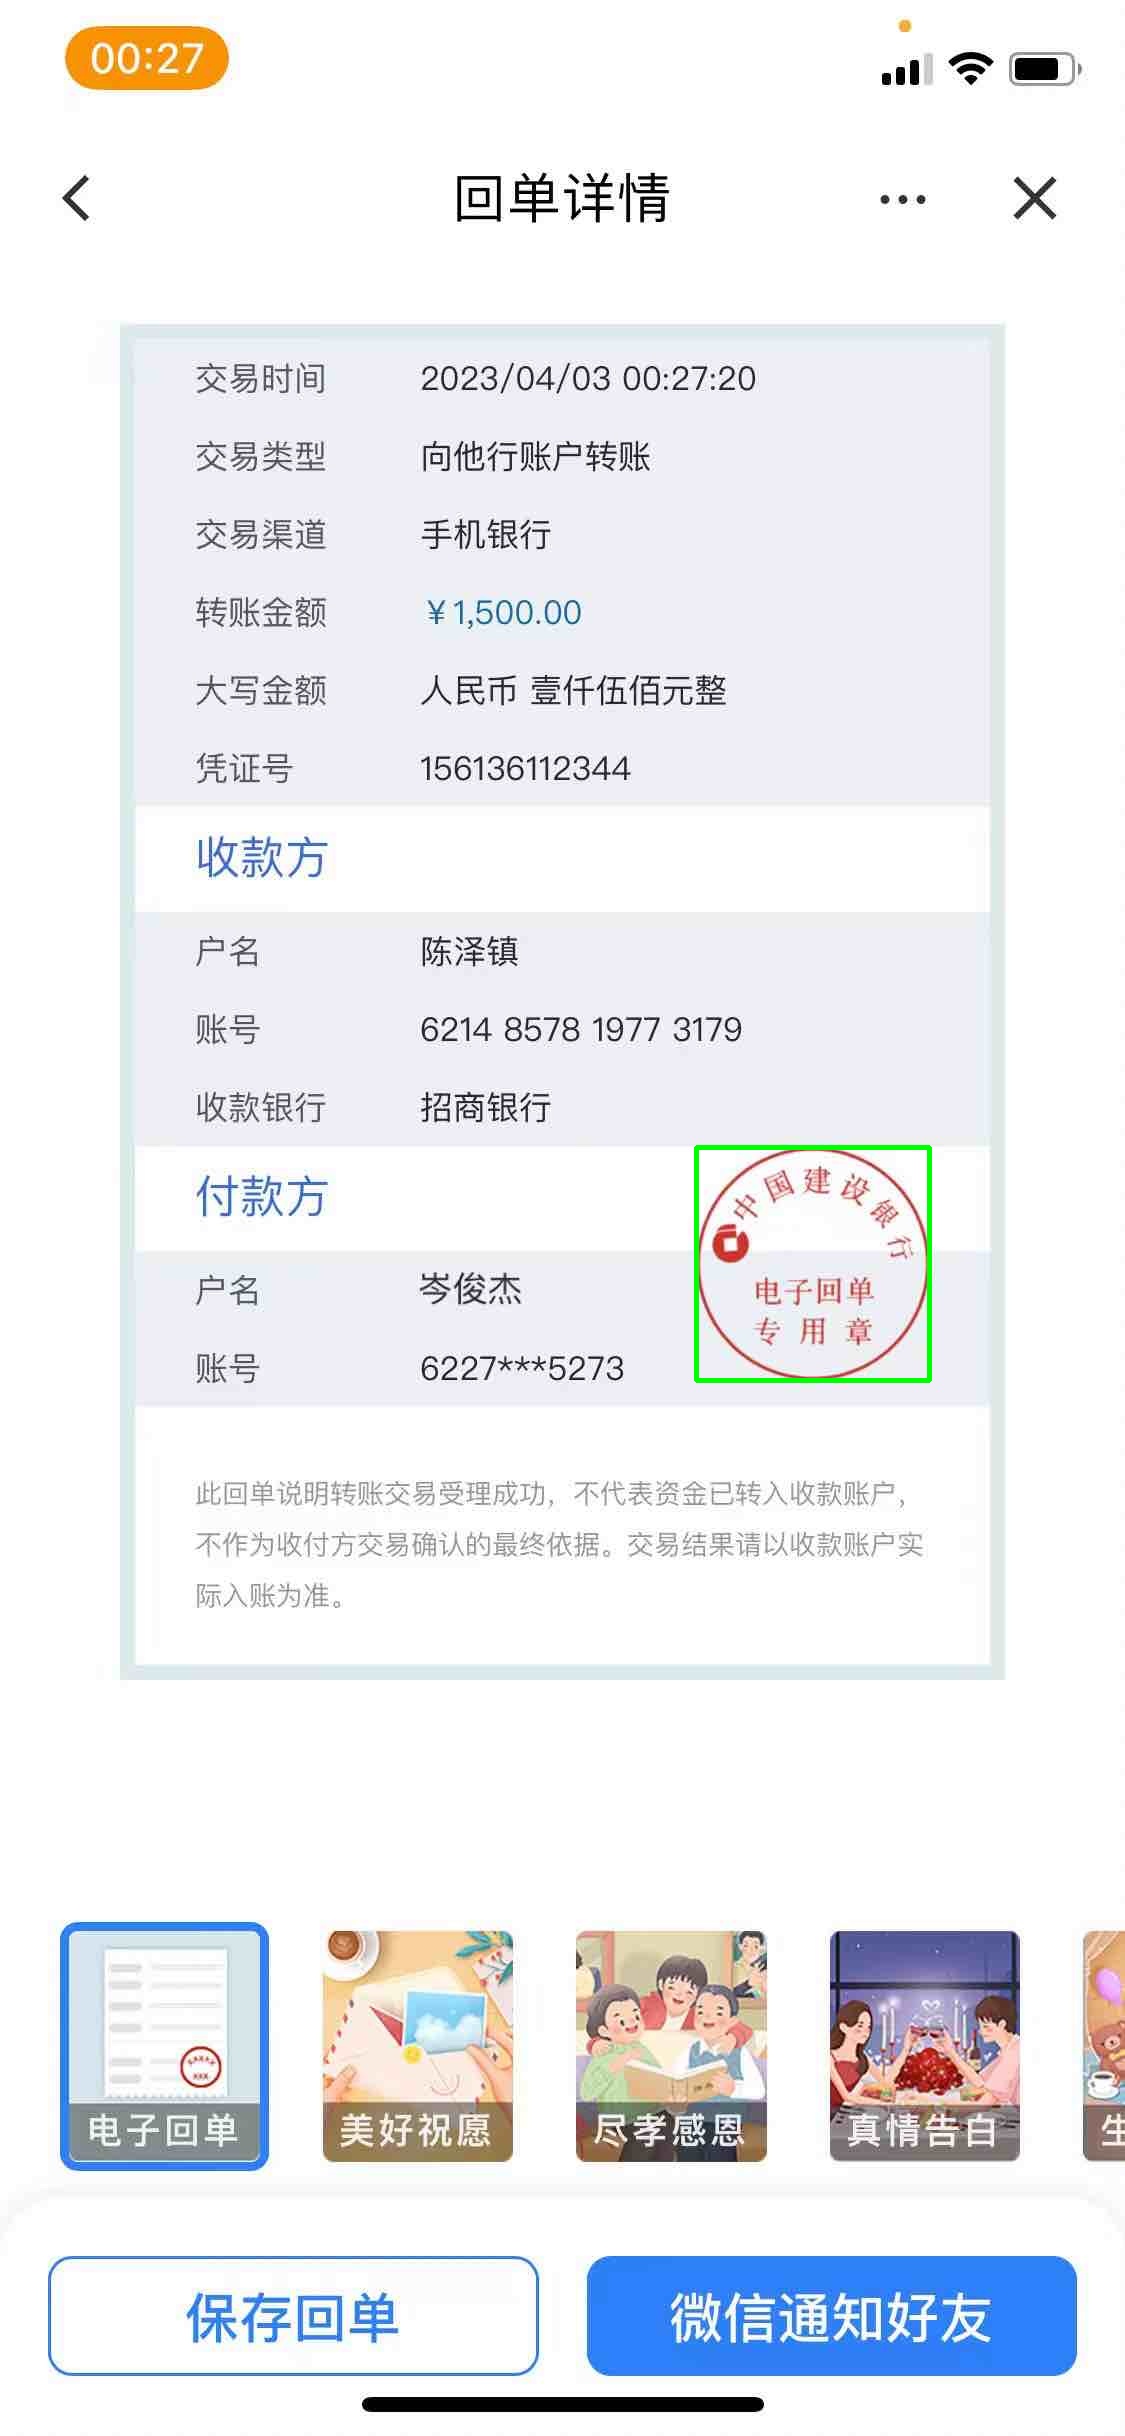 00:27
回单详情
交易时间 2023/04/03 00:27:20
交易类型 向他行账户转账
交易渠道 手机银行
转账金额 ¥1,500.00
大写金额 人民币 壹仟伍佰元整
凭证号 156136112344
收款方
户名 陈泽镇
账号 6214 8578 1977 3179
收款银行 招商银行
付款方
中国建设银行
电子回单
专用章
户名 岑俊杰
账号 6227***5273
此回单说明转账交易受理成功，不代表资金已转入收款账户，
不作为收付方交易确认的最终依据。交易结果请以收款账户实
际入账为准。
电子回单 美好祝愿 尽孝感恩 真情告白
保存回单 微信通知好友